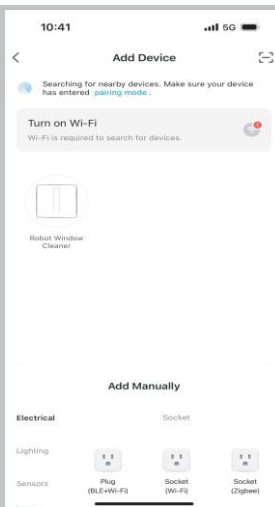 10:41
5G
Add Device
Searching for nearby devices. Make sure your device
has entered pairing mode .
Turn on Wi-Fi
Wi-Fi is required to search for devices.
Robot Window
Cleaner
Add Manually
Electrical
Socket
Lighting
Sensors
Plug
(BLE+Wi-Fi)
Socket
(Wi-Fi)
Socket
(Zigbee)